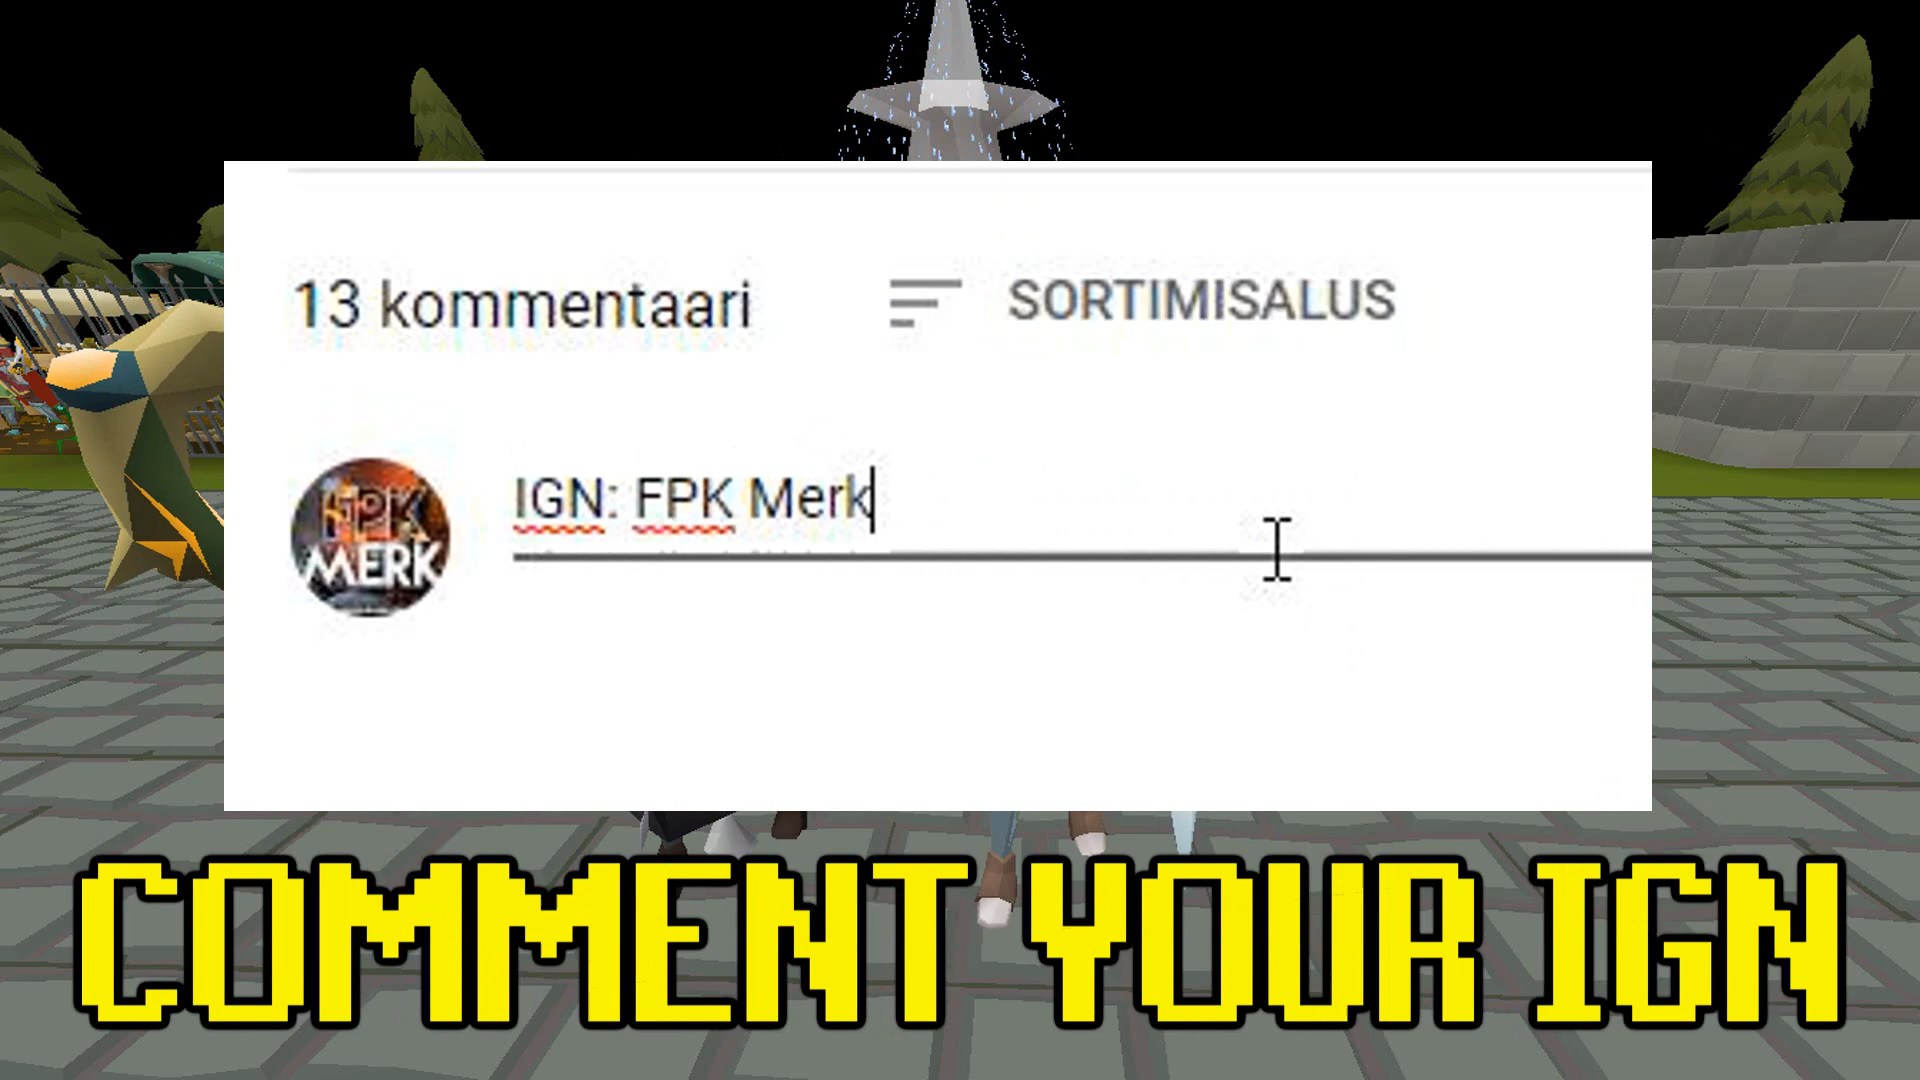 13 kommentaari SORTIMISALUS
IGN: FPK Merk
FPK
MERK
COMMENT YOUR IGN